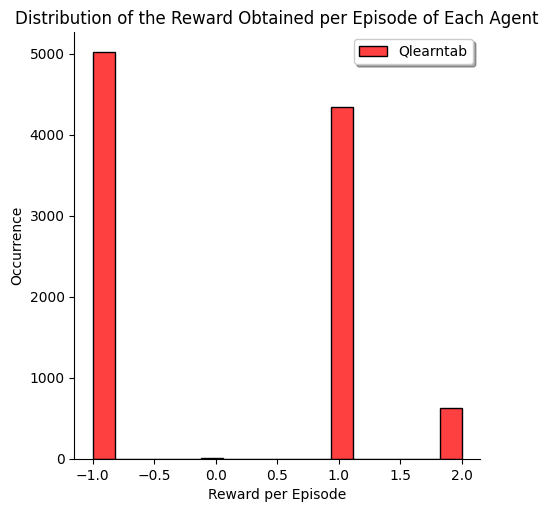 Distribution of the Reward Obtained per Episode of Each Agent
Qlearntab
Occurrence
5000
4000
3000
2000
1000
0
−1.0 −0.5 0.0 0.5 1.0 1.5 2.0
Reward per Episode